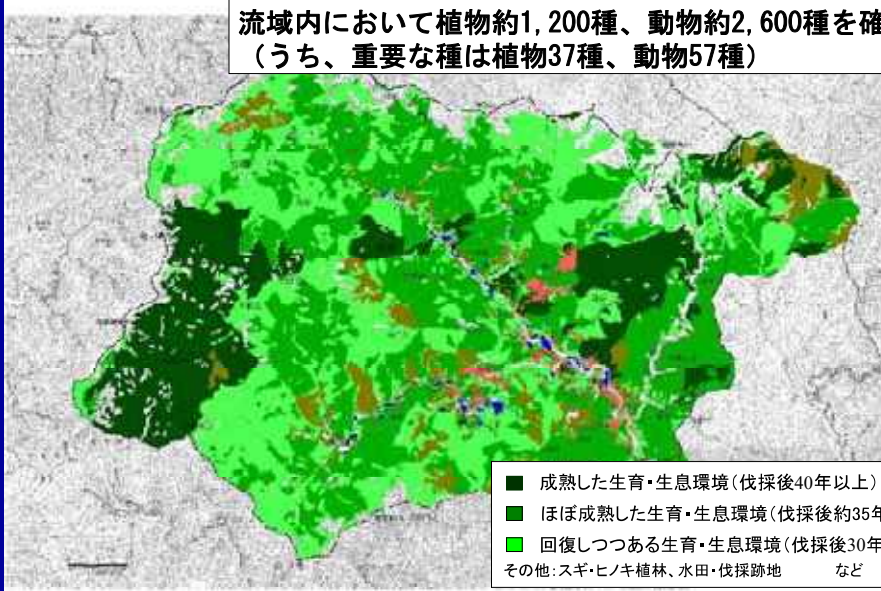 流域内において植物約1,200種、動物約2,600種を確
（うち、重要な種は植物37種、動物57種）
成熟した生育・生息環境（伐採後40年以上）
ほぼ成熟した生育・生息環境（伐採後約35年
回復しつつある生育・生息環境（伐採後30年
その他：スギ・ヒノキ植林、水田・伐採跡地　　など